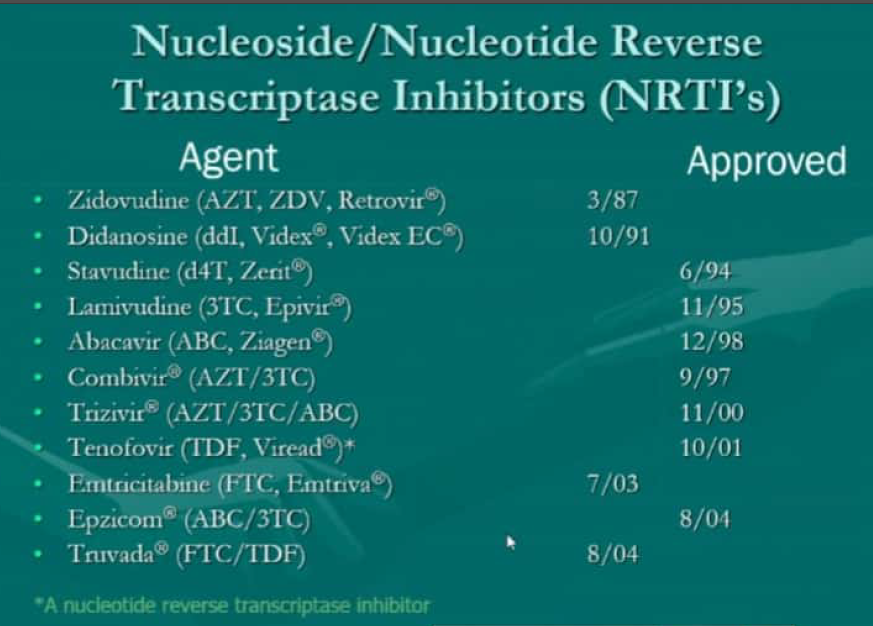 Nucleoside/Nucleotide Reverse
Transcriptase Inhibitors (NRTI's)
Agent Approved
• Zidovudine (AZT, ZDV, Retrovir®) 3/87
• Didanosine (ddI, Videx®, Videx EC®) 10/91
• Stavudine (d4T, Zerit®) 6/94
• Lamivudine (3TC, Epivir®) 11/95
• Abacavir (ABC, Ziagen®) 12/98
• Combivir® (AZT/3TC) 9/97
• Trizivir® (AZT/3TC/ABC) 11/00
• Tenofovir (TDF, Viread®)* 10/01
• Emtricitabine (FTC, Emtriva®) 7/03
• Epzicom® (ABC/3TC) 8/04
• Truvada® (FTC/TDF) 8/04
*A nucleotide reverse transcriptase inhibitor